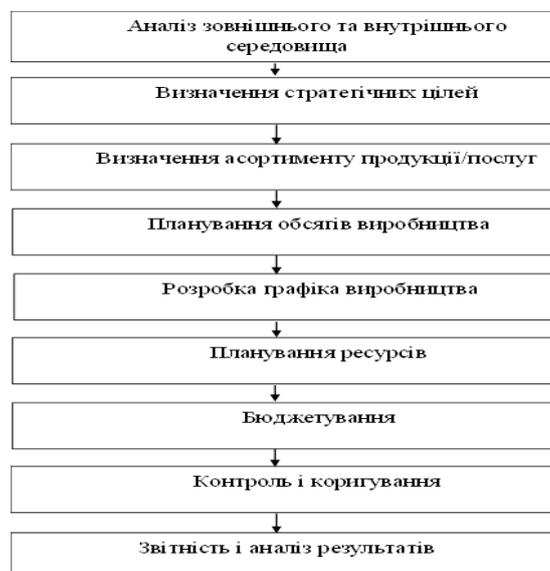 Аналіз зовнішнього та внутрішнього
середовища
Визначення стратегічних цілей
Визначення асортименту продукції/послуг
Планування обсягів виробництва
Розробка графіка виробництва
Планування ресурсів
Бюджетування
Контроль і коригування
Звітність і аналіз результатів